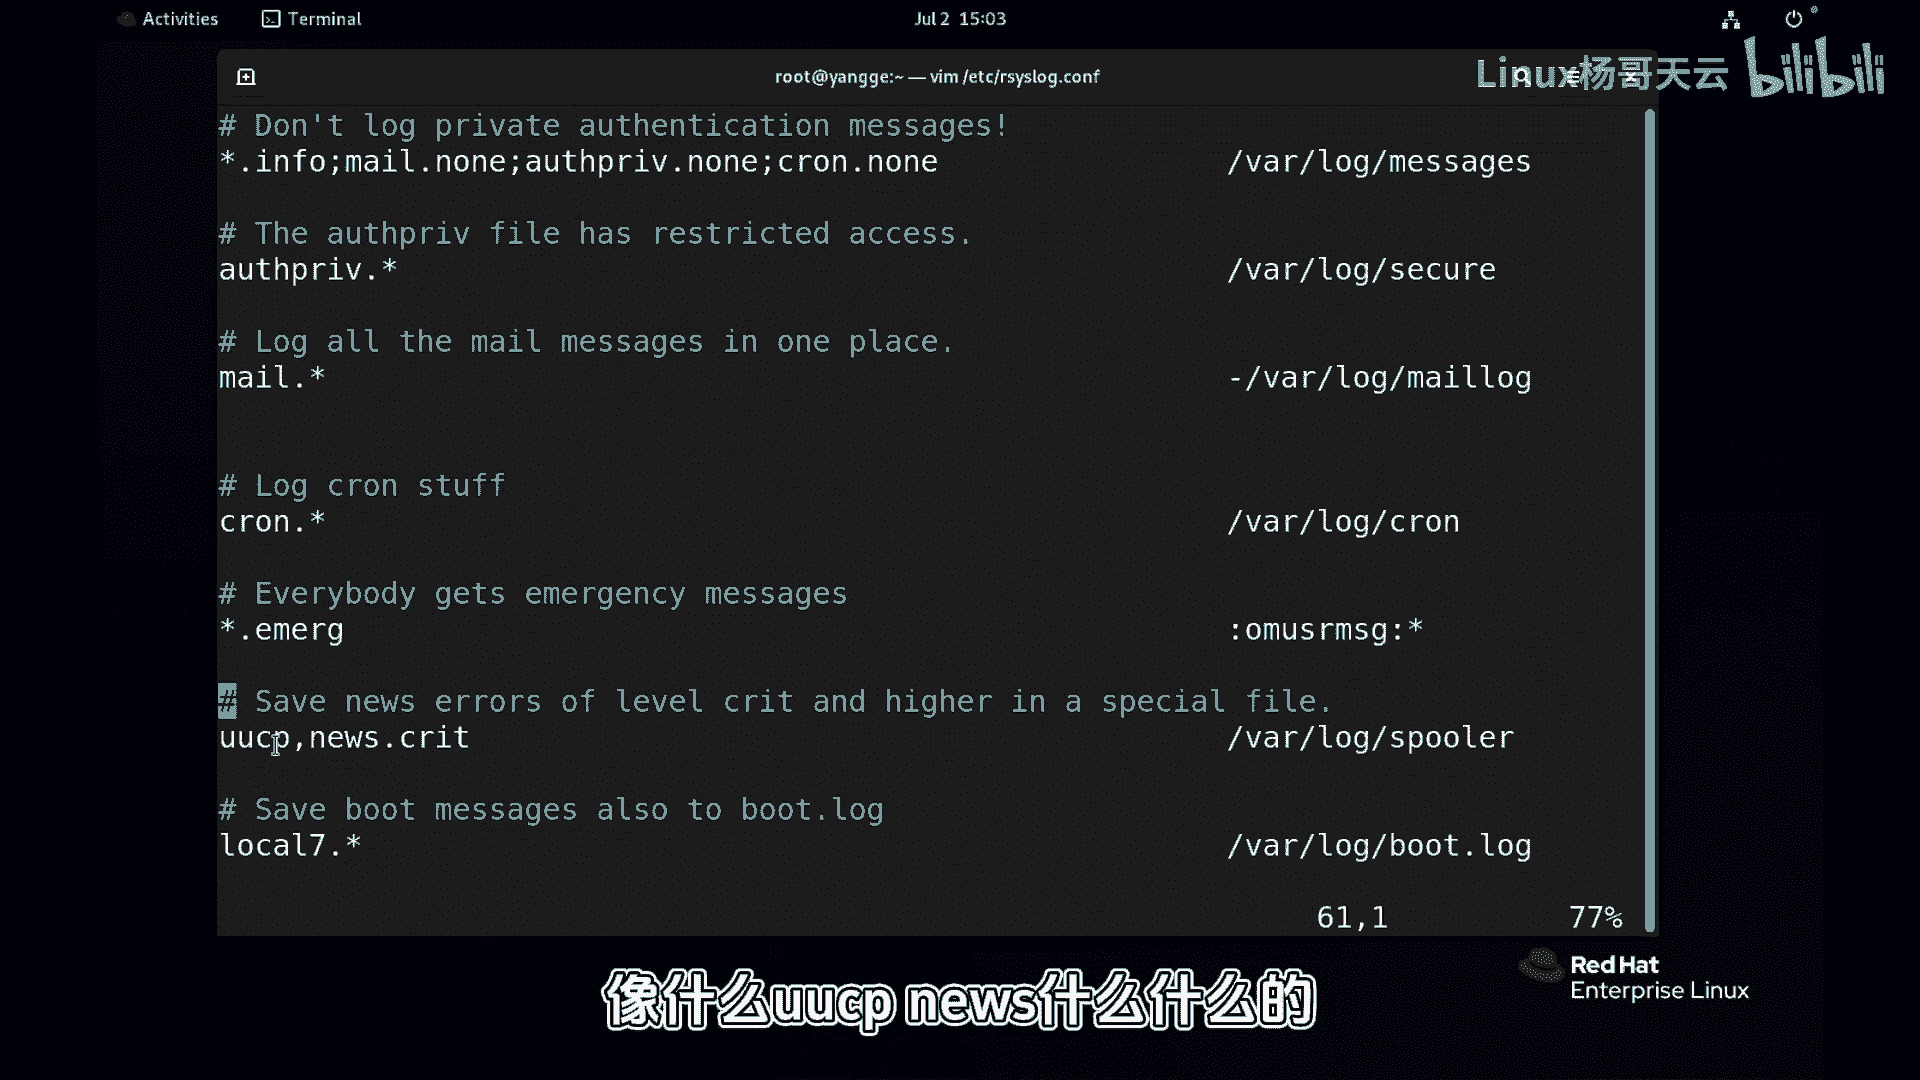 Activities Terminal Jul 2 15:03
root@yangge:~ — vim /etc/rsyslog.conf
Linux杨哥天云 bilibili
# Don't log private authentication messages!
*.info;mail.none;authpriv.none;cron.none /var/log/messages
# The authpriv file has restricted access.
authpriv.* /var/log/secure
# Log all the mail messages in one place.
mail.* -/var/log/maillog
# Log cron stuff
cron.* /var/log/cron
# Everybody gets emergency messages
*.emerg :omusrmsg:*
# Save news errors of level crit and higher in a special file.
uucp,news.crit /var/log/spooler
# Save boot messages also to boot.log
local7.* /var/log/boot.log
61,1 77%
Red Hat
Enterprise Linux
像什么uucp news什么什么的